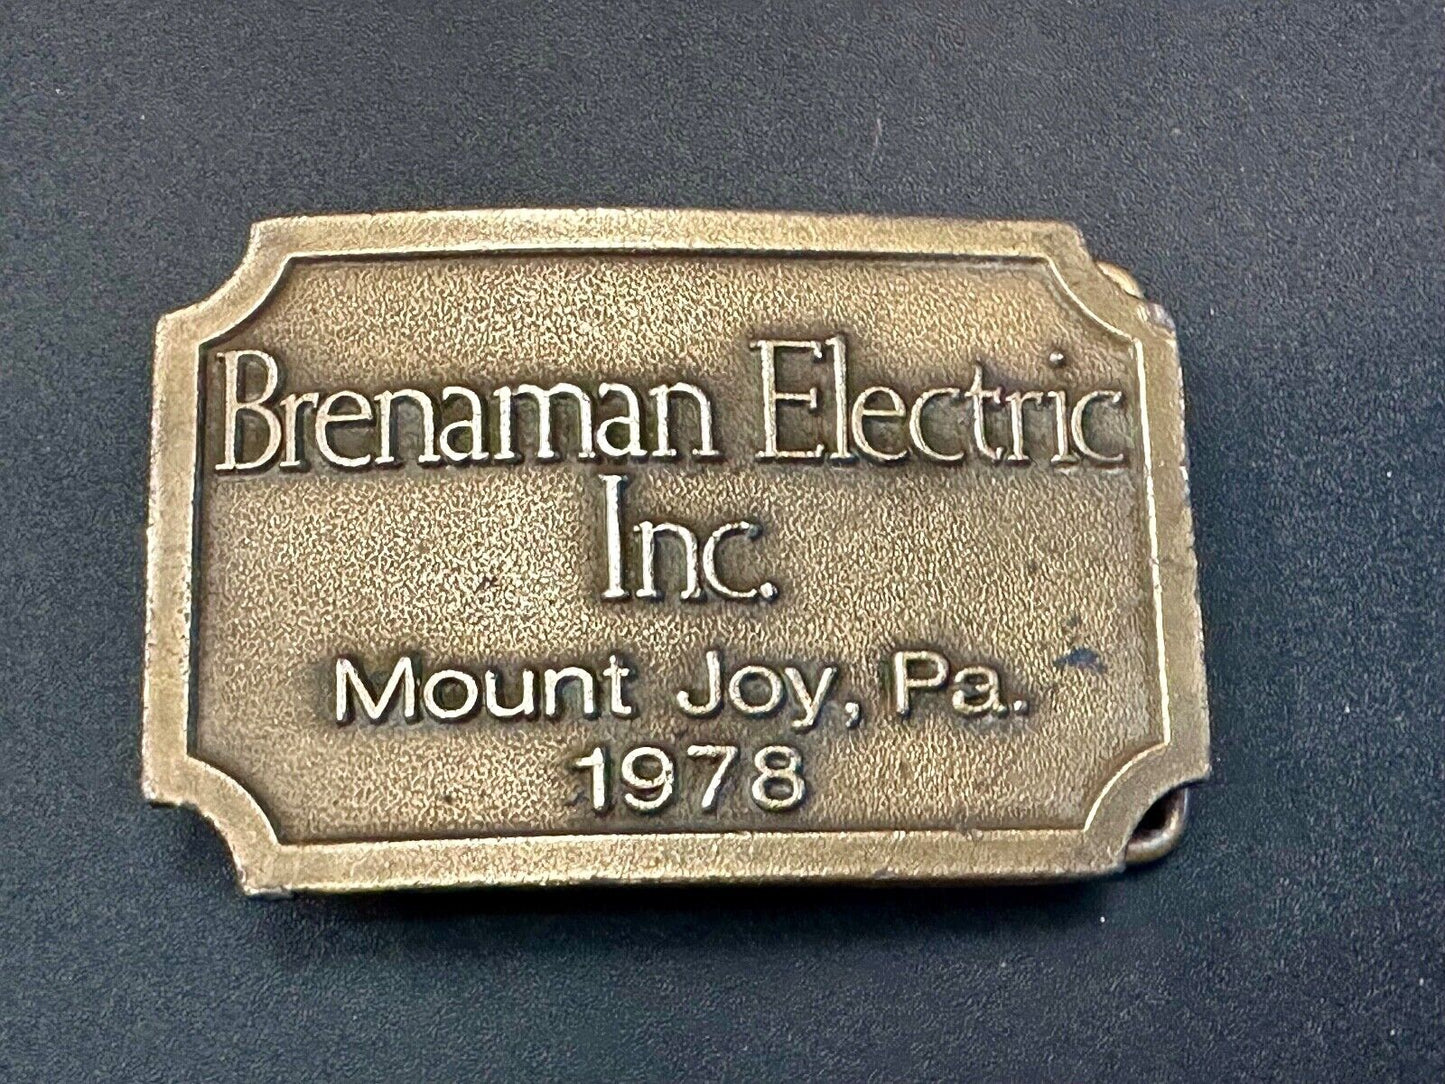 Brenaman Electric
Inc.
Mount Joy, Pa.
1978